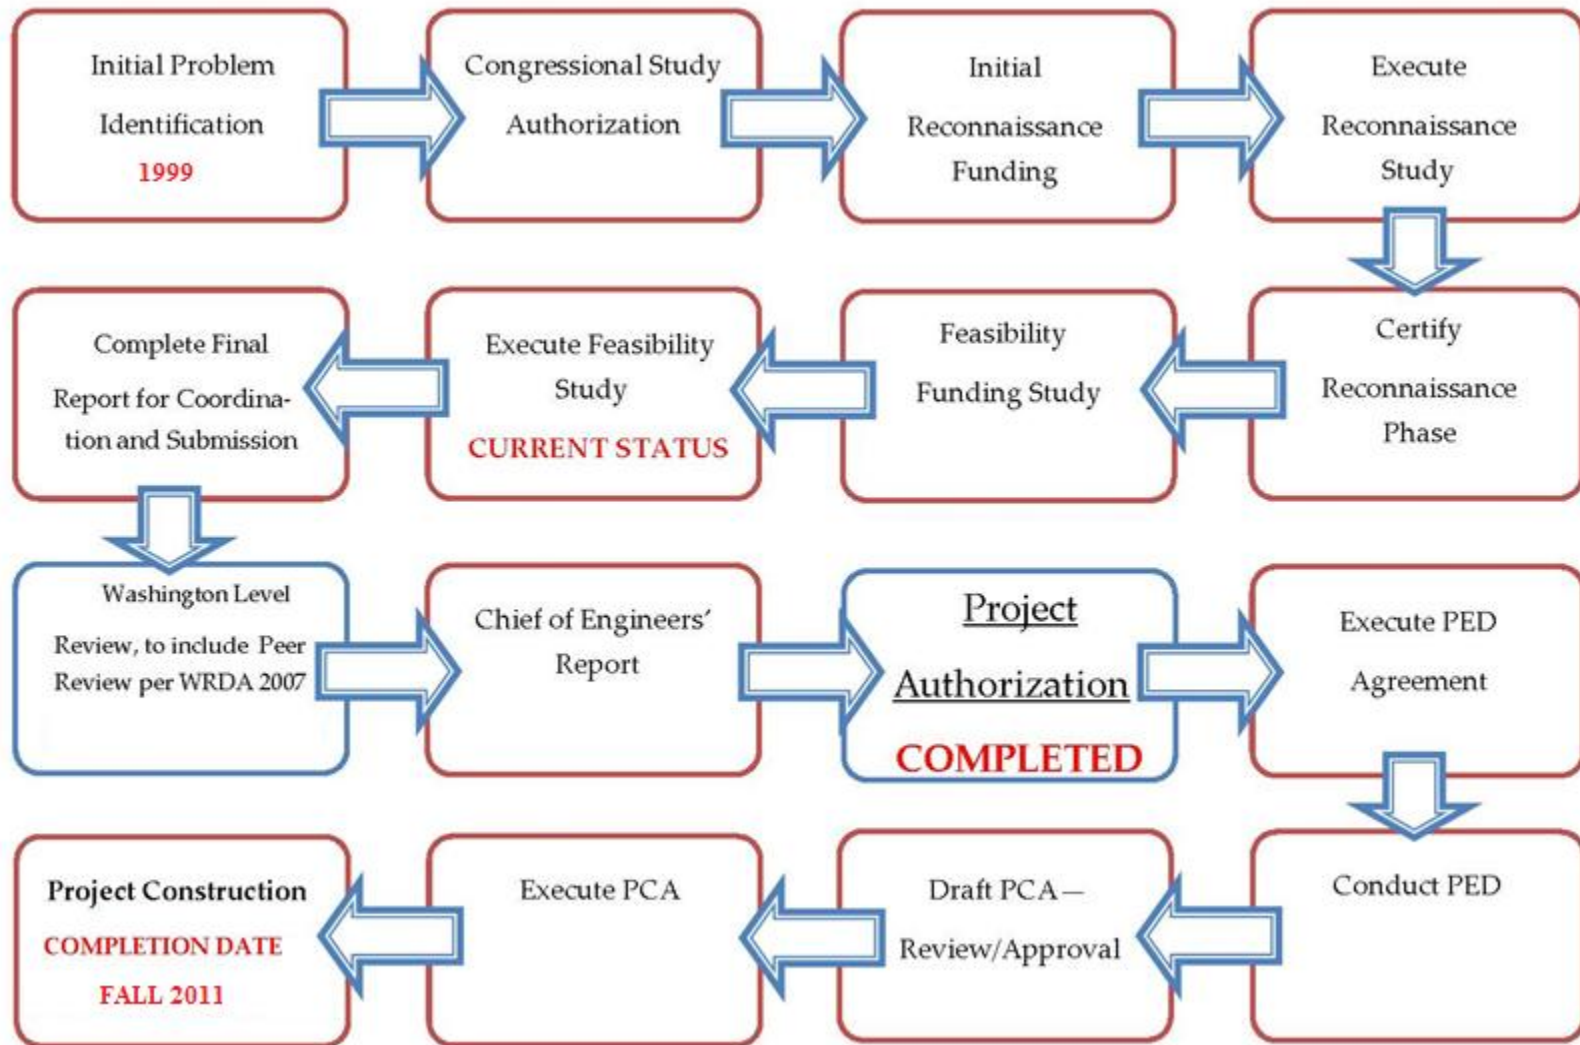 Initial Problem
Identification
1999
Congressional Study
Authorization
Initial
Reconnaissance
Funding
Execute
Reconnaissance
Study
Certify
Reconnaissance
Phase
Feasibility
Funding Study
Execute Feasibility
Study
CURRENT STATUS
Complete Final
Report for Coordina-
tion and Submission
Washington Level
Review, to include Peer
Review per WRDA 2007
Chief of Engineers’
Report
Project
Authorization
COMPLETED
Execute PED
Agreement
Conduct PED
Draft PCA—
Review/Approval
Execute PCA
Project Construction
COMPLETION DATE
FALL 2011